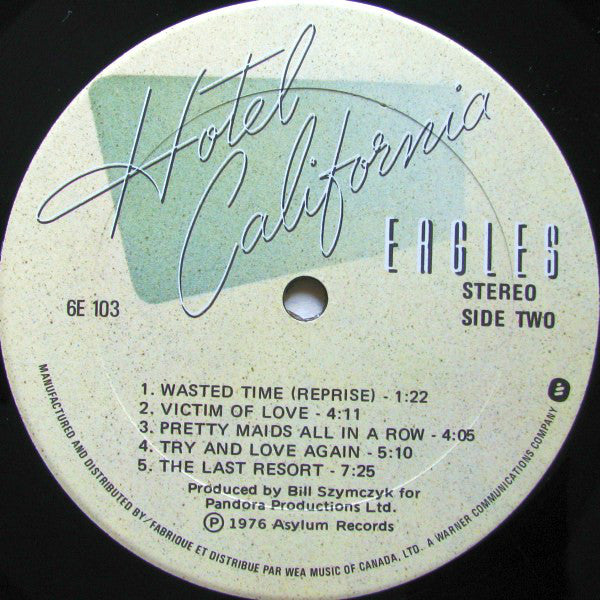 Hotel
California
EAGLES
STEREO
6E 103
SIDE TWO
1. WASTED TIME (REPRISE) - 1:22
2. VICTIM OF LOVE - 4:11
3. PRETTY MAIDS ALL IN A ROW - 4:05
4. TRY AND LOVE AGAIN - 5:10
5. THE LAST RESORT - 7:25
Produced by Bill Szymczyk for
Pandora Productions Ltd.
℗ 1976 Asylum Records
MANUFACTURED AND DISTRIBUTED BY/FABRIQUE ET DISTRIBUE PAR WEA MUSIC OF CANADA, LTD. A WARNER COMMUNICATIONS COMPANY